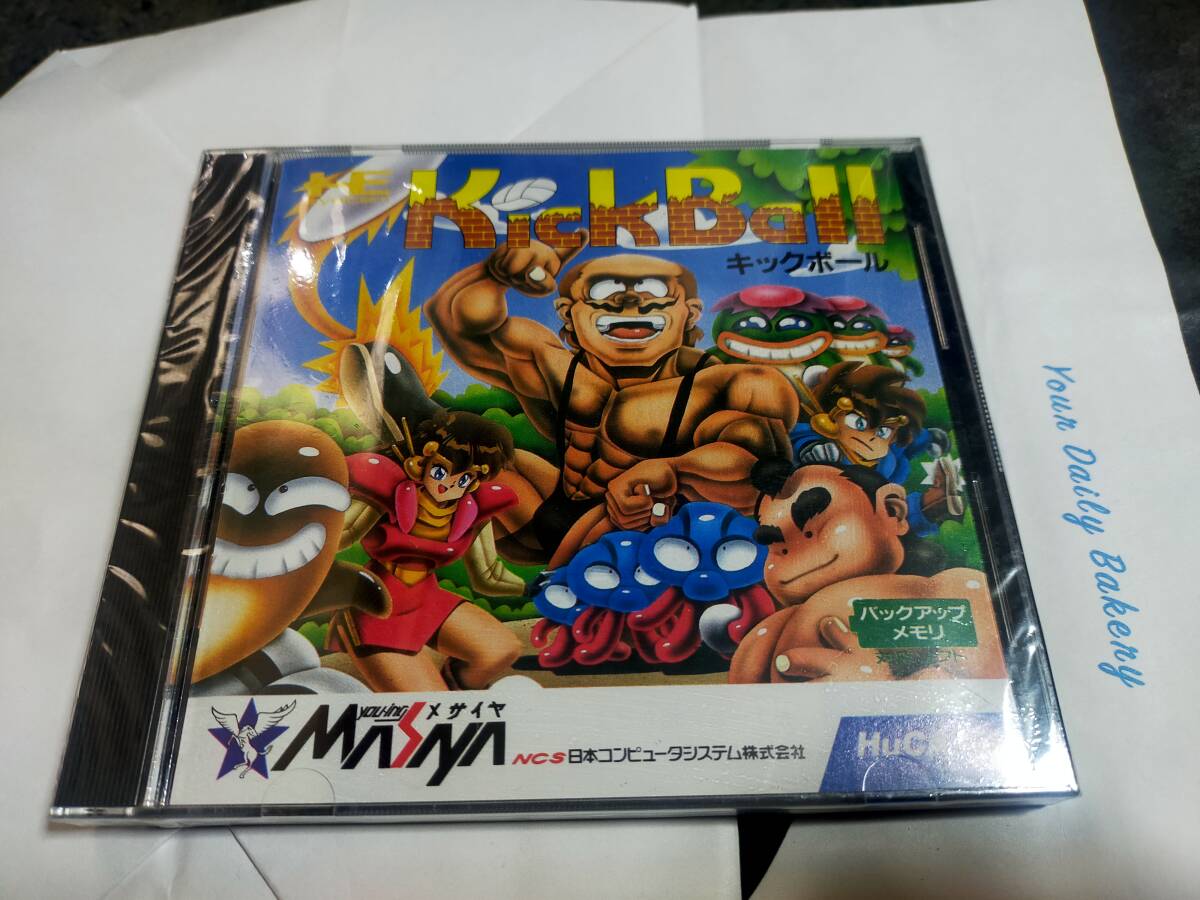 KickBall
キックボール
バックアップ
メモリ
you-ing
メサイヤ
MASAYA
NCS 日本コンピュータシステム株式会社
Your Daily Bakery